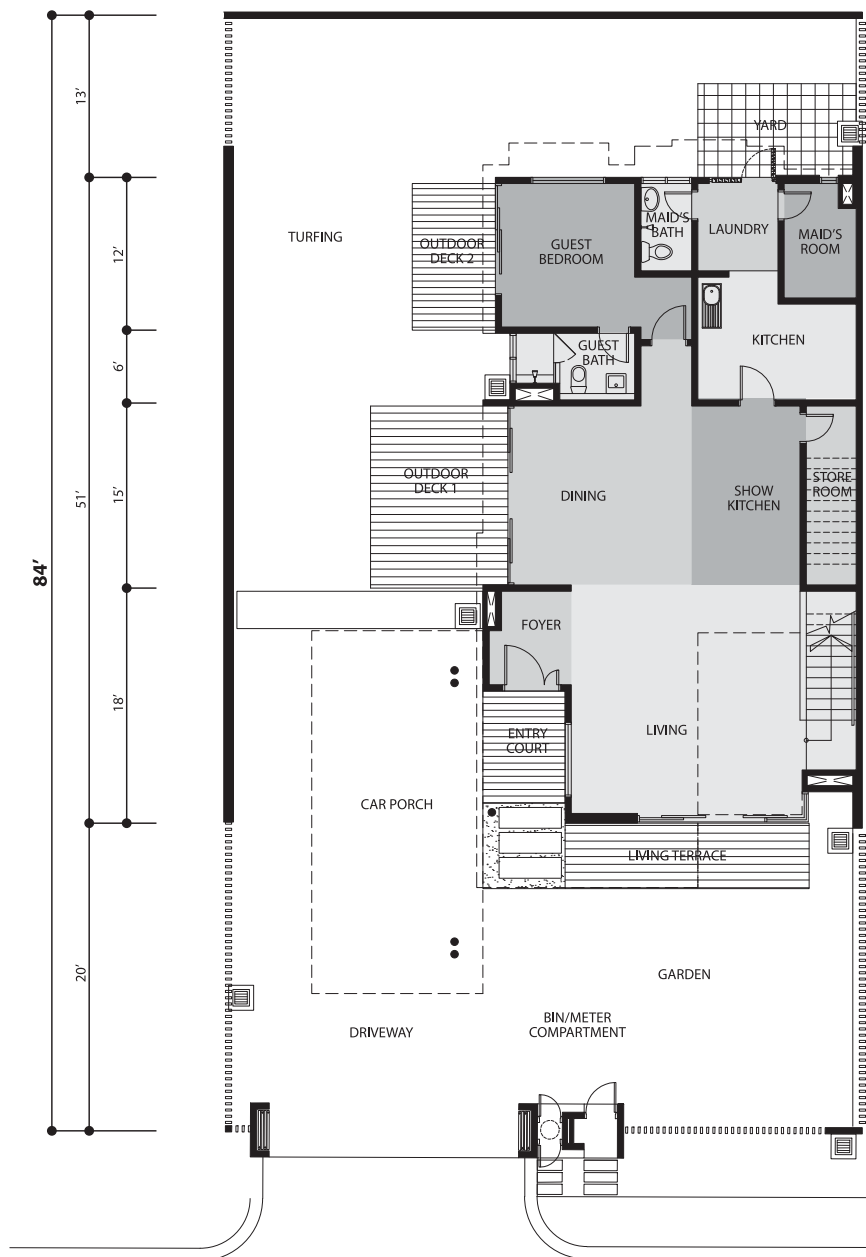 13'
YARD
TURFING
OUTDOOR
DECK 2
GUEST
BEDROOM
MAID'S
BATH
LAUNDRY
MAID'S
ROOM
12'
KITCHEN
GUEST
BATH
6'
84'
51'
15'
OUTDOOR
DECK 1
DINING
SHOW
KITCHEN
STORE
ROOM
FOYER
18'
ENTRY
COURT
LIVING
CAR PORCH
LIVING TERRACE
20'
GARDEN
DRIVEWAY
BIN/METER
COMPARTMENT